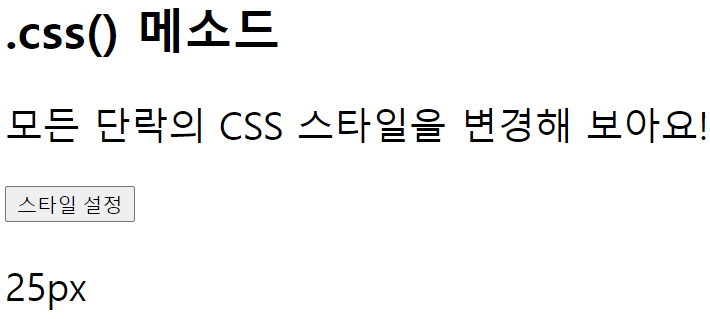 .css() 메소드
모든 단락의 CSS 스타일을 변경해 보아요!
스타일 설정
25px